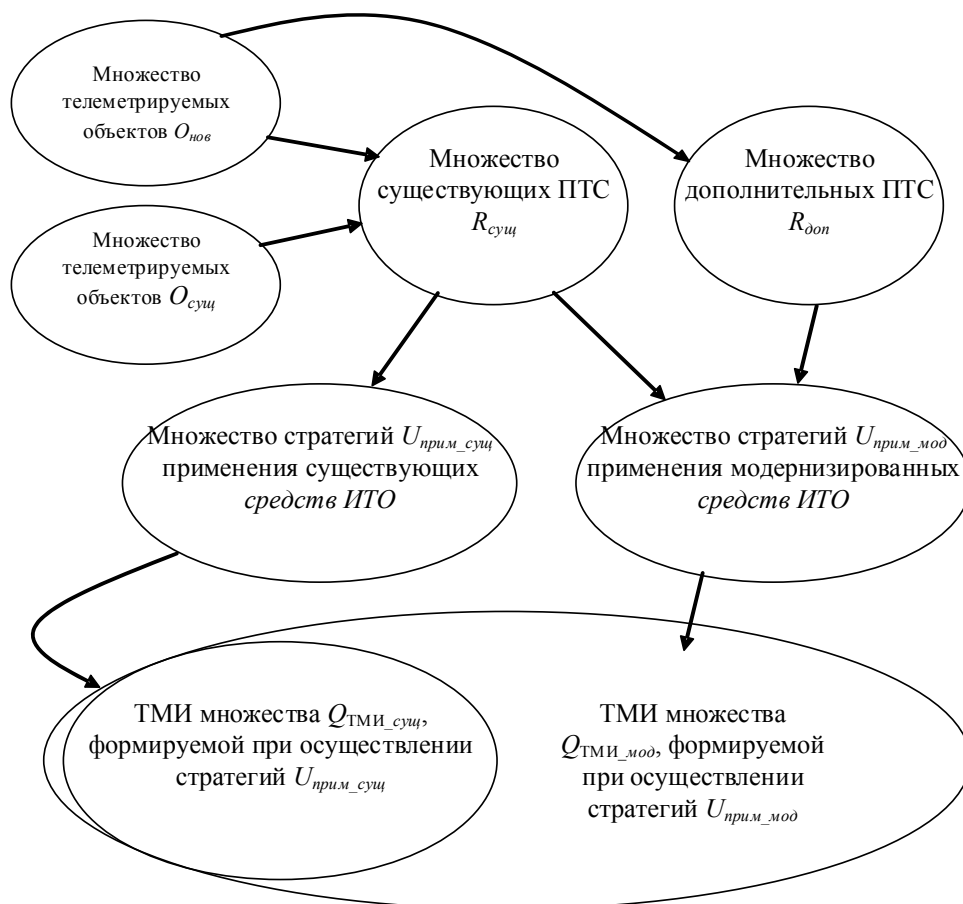 Множество
телеметрируемых
объектов Oнов
Множество
существующих ПТС
Rсущ
Множество
дополнительных ПТС
Rдоп
Множество
телеметрируемых
объектов Oсущ
Множество стратегий Uприм_сущ
применения существующих
средств ИТО
Множество стратегий Uприм_мод
применения модернизированных
средств ИТО
ТМИ множества QТМИ_сущ,
формируемой при осуществлении
стратегий Uприм_сущ
ТМИ множества
QТМИ_мод, формируемой
при осуществлении
стратегий Uприм_мод